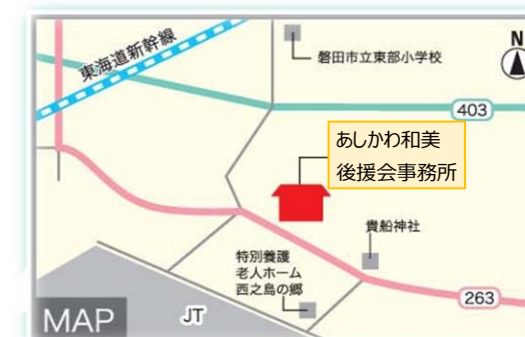 N
東海道新幹線
磐田市立東部小学校
403
あしかわ和美
後援会事務所
貴船神社
特別養護
老人ホーム
西之島の郷
263
MAP
JT